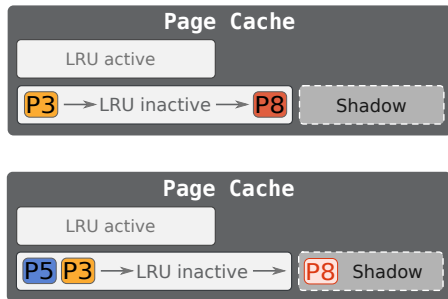 Page Cache
LRU active
P3 LRU inactive P8 Shadow
Page Cache
LRU active
P5 P3 LRU inactive P8 Shadow